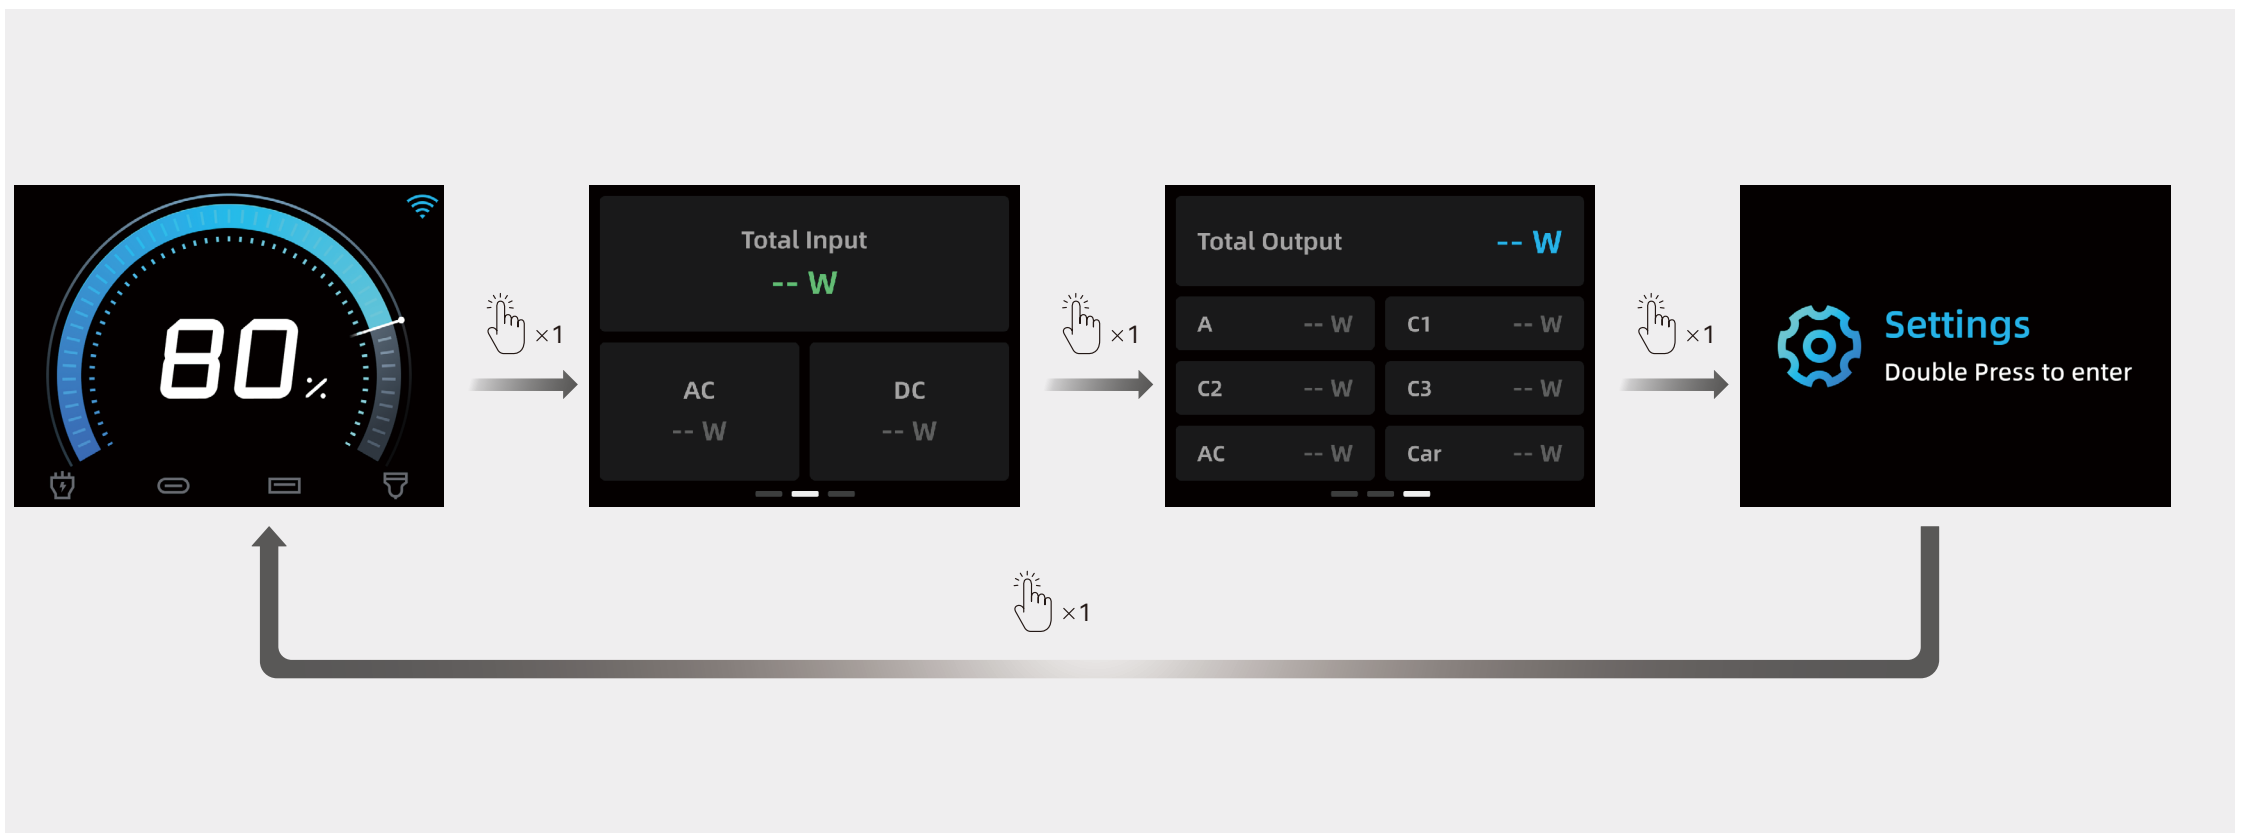 80%
×1
Total Input
-- W
AC
-- W
DC
-- W
×1
Total Output -- W
A -- W
C1 -- W
C2 -- W
C3 -- W
AC -- W
Car -- W
×1
Settings
Double Press to enter
×1